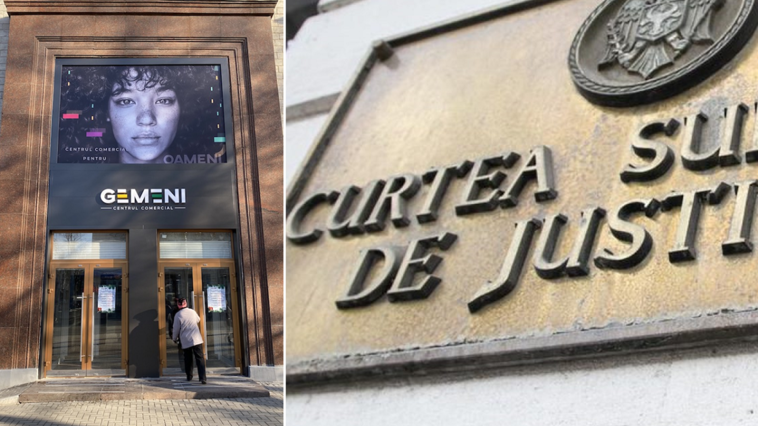 CENTRUL COMERCIAL
PENTRU OAMENI
GEMENI
CENTRUL COMERCIAL
CURTEA SU
DE JUSTI